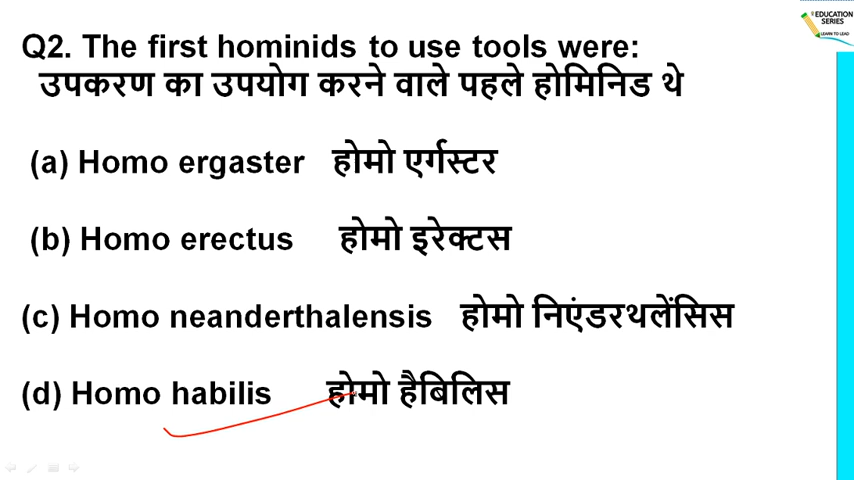 EDUCATION
SERIES
LEARN TO LEAD
Q2. The first hominids to use tools were:
उपकरण का उपयोग करने वाले पहले होमिनिड थे
(a) Homo ergaster होमो एर्गस्टर
(b) Homo erectus होमो इरेक्टस
(c) Homo neanderthalensis होमो निएंडरथलेंसिस
(d) Homo habilis होमो हैबिलिस